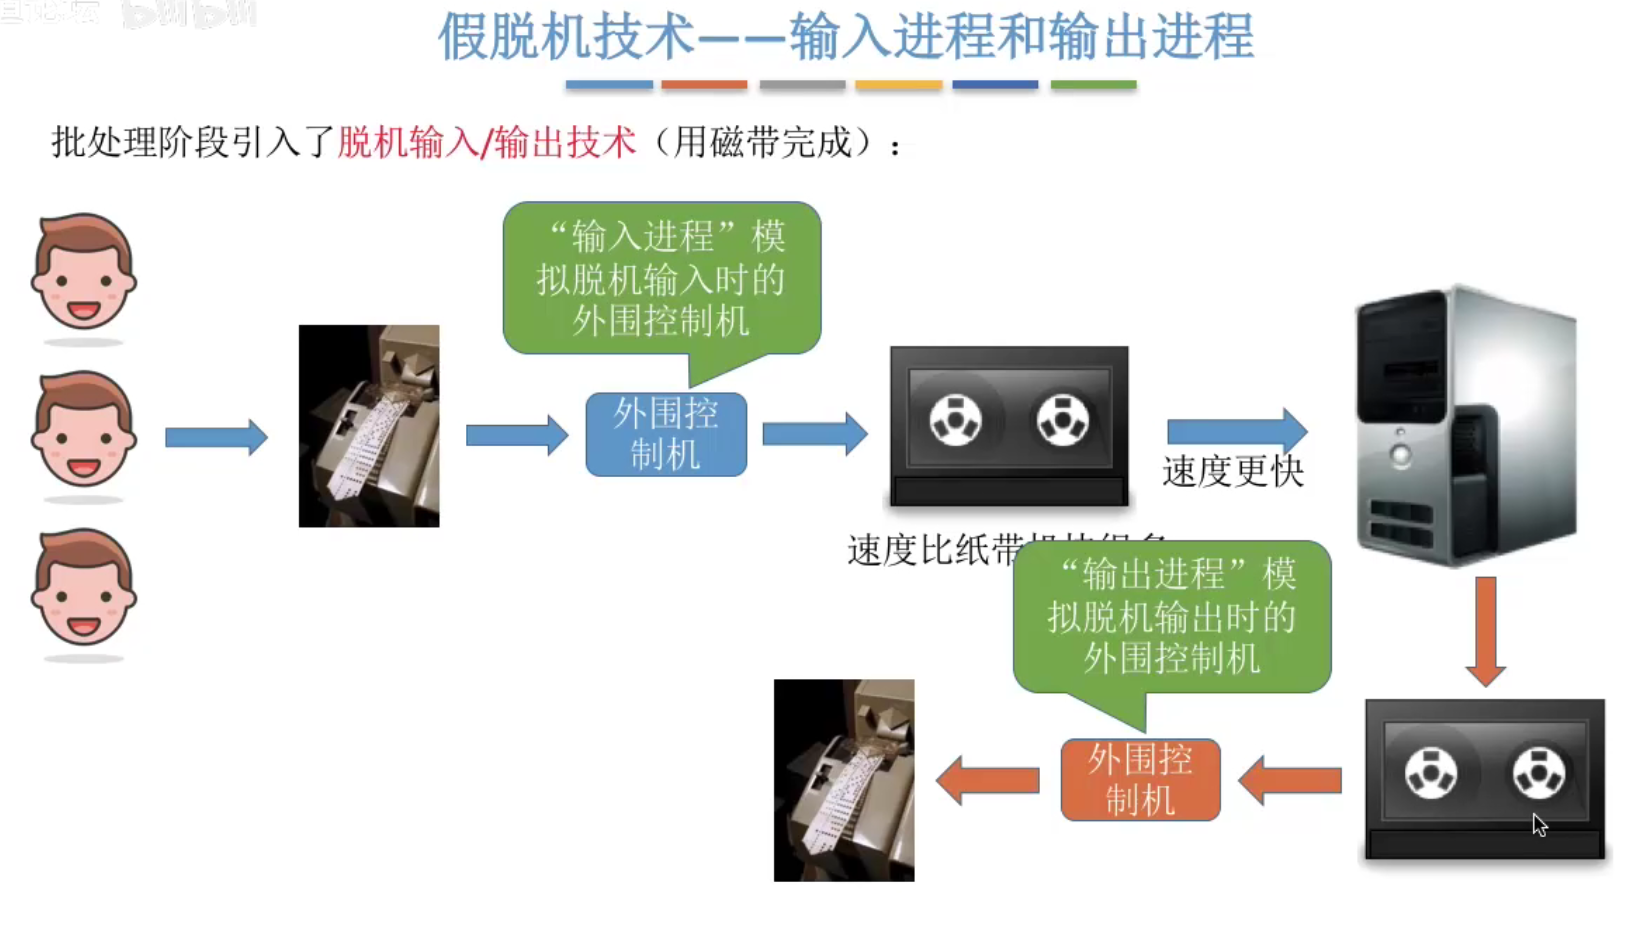 假脱机技术——输入进程和输出进程
批处理阶段引入了脱机输入/输出技术（用磁带完成）：
“输入进程”模
拟脱机输入时的
外围控制机
外围控
制机
速度更快
速度比纸带
“输出进程”模
拟脱机输出时的
外围控制机
外围控
制机